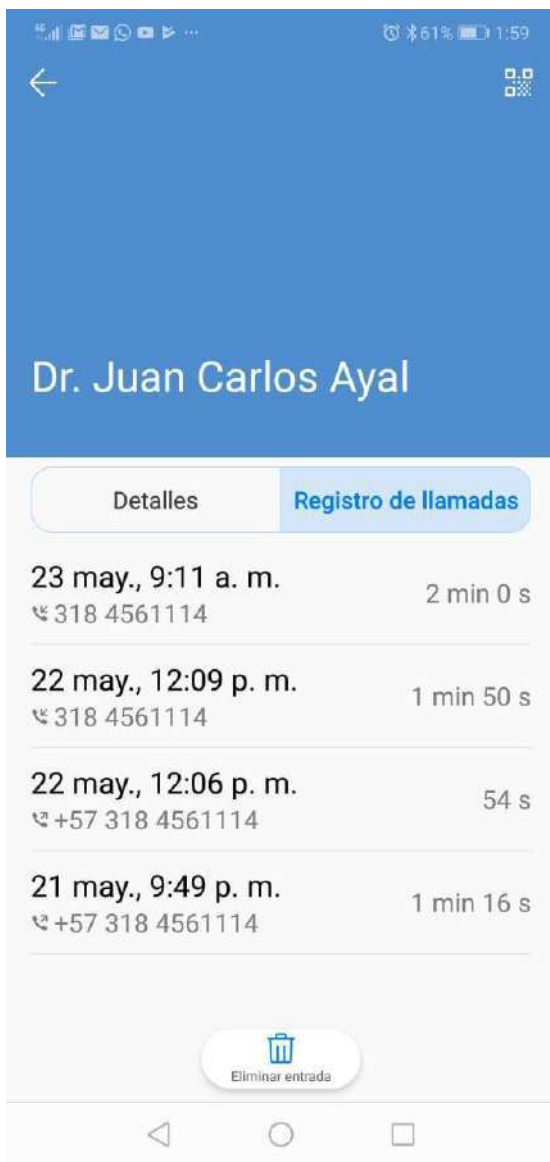 4G 61% 1:59
Dr. Juan Carlos Ayal
Detalles Registro de llamadas
23 may., 9:11 a. m. 2 min 0 s
318 4561114
22 may., 12:09 p. m. 1 min 50 s
318 4561114
22 may., 12:06 p. m. 54 s
+57 318 4561114
21 may., 9:49 p. m. 1 min 16 s
+57 318 4561114
Eliminar entrada